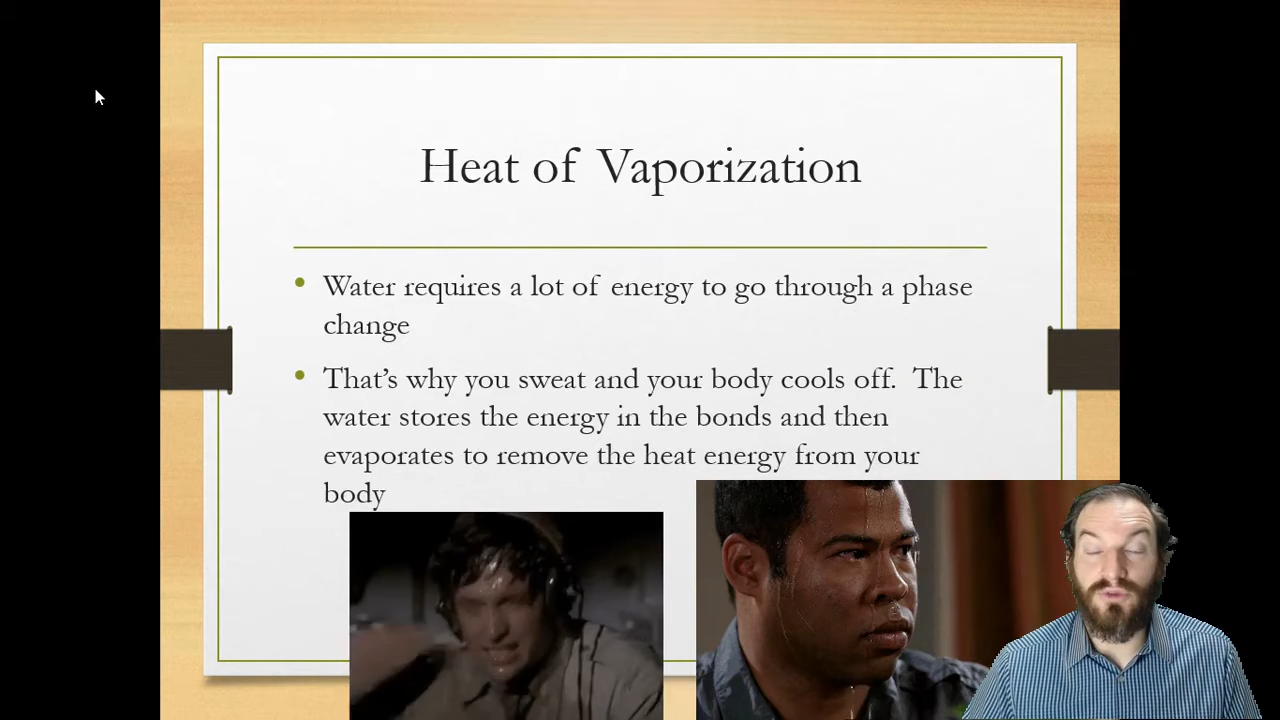 Heat of Vaporization
Water requires a lot of energy to go through a phase
change
That’s why you sweat and your body cools off.  The
water stores the energy in the bonds and then
evaporates to remove the heat energy from your
body